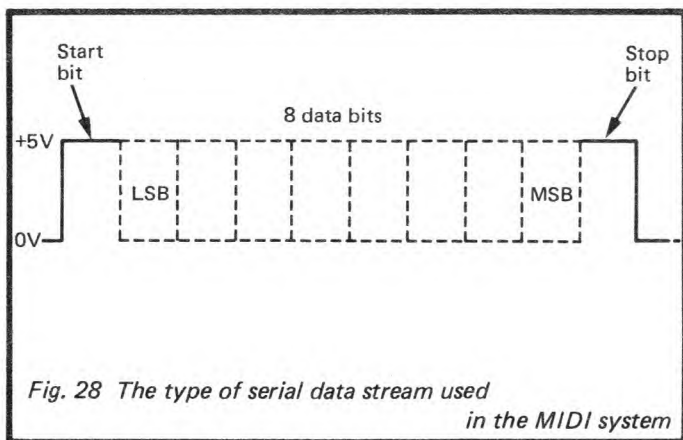 Start
bit
Stop
bit
8 data bits
+5V
LSB
MSB
0V
Fig. 28 The type of serial data stream used
in the MIDI system